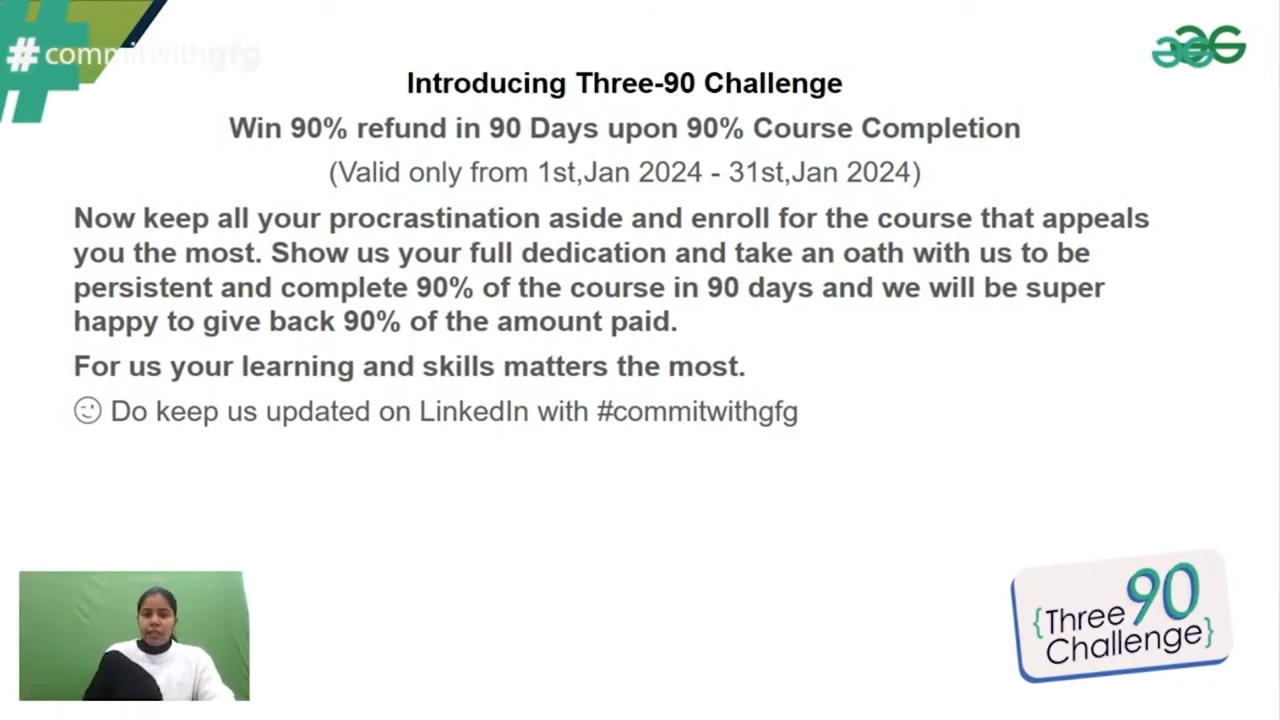 #commitwithgfg
Introducing Three-90 Challenge
Win 90% refund in 90 Days upon 90% Course Completion
(Valid only from 1st,Jan 2024 - 31st,Jan 2024)
Now keep all your procrastination aside and enroll for the course that appeals
you the most. Show us your full dedication and take an oath with us to be
persistent and complete 90% of the course in 90 days and we will be super
happy to give back 90% of the amount paid.
For us your learning and skills matters the most.
😉 Do keep us updated on LinkedIn with #commitwithgfg
{Three 90
Challenge}